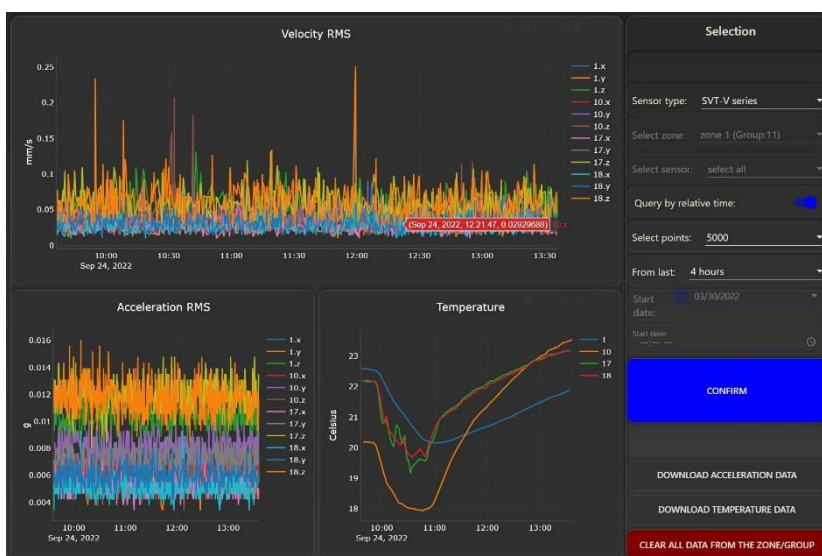 Velocity RMS
0.25
0.2
0.15
0.1
0.05
0
mm/s
10:00 10:30 11:00 11:30 12:00 12:30 13:00 13:30
Sep 24, 2022
(Sep 24, 2022, 12:21:47, 0.02929688) 10.x
1.x
1.y
1.z
10.x
10.y
10.z
17.x
17.y
17.z
18.x
18.y
18.z
Acceleration RMS
0.016
0.014
0.012
0.01
0.008
0.006
0.004
g
10:00 11:00 12:00 13:00
Sep 24, 2022
1.x
1.y
1.z
10.x
10.y
10.z
17.x
17.y
17.z
18.x
18.y
18.z
Temperature
23
22
21
20
19
18
Celsius
10:00 11:00 12:00 13:00
Sep 24, 2022
1
10
17
18
Selection
Sensor type: SVT-V series
Select zone: zone 1 (Group:11)
Select sensor: select all
Query by relative time:
Select points: 5000
From last: 4 hours
Start date: 03/30/2022
Start time:
--:-- --
CONFIRM
DOWNLOAD ACCELERATION DATA
DOWNLOAD TEMPERATURE DATA
CLEAR ALL DATA FROM THE ZONE/GROUP